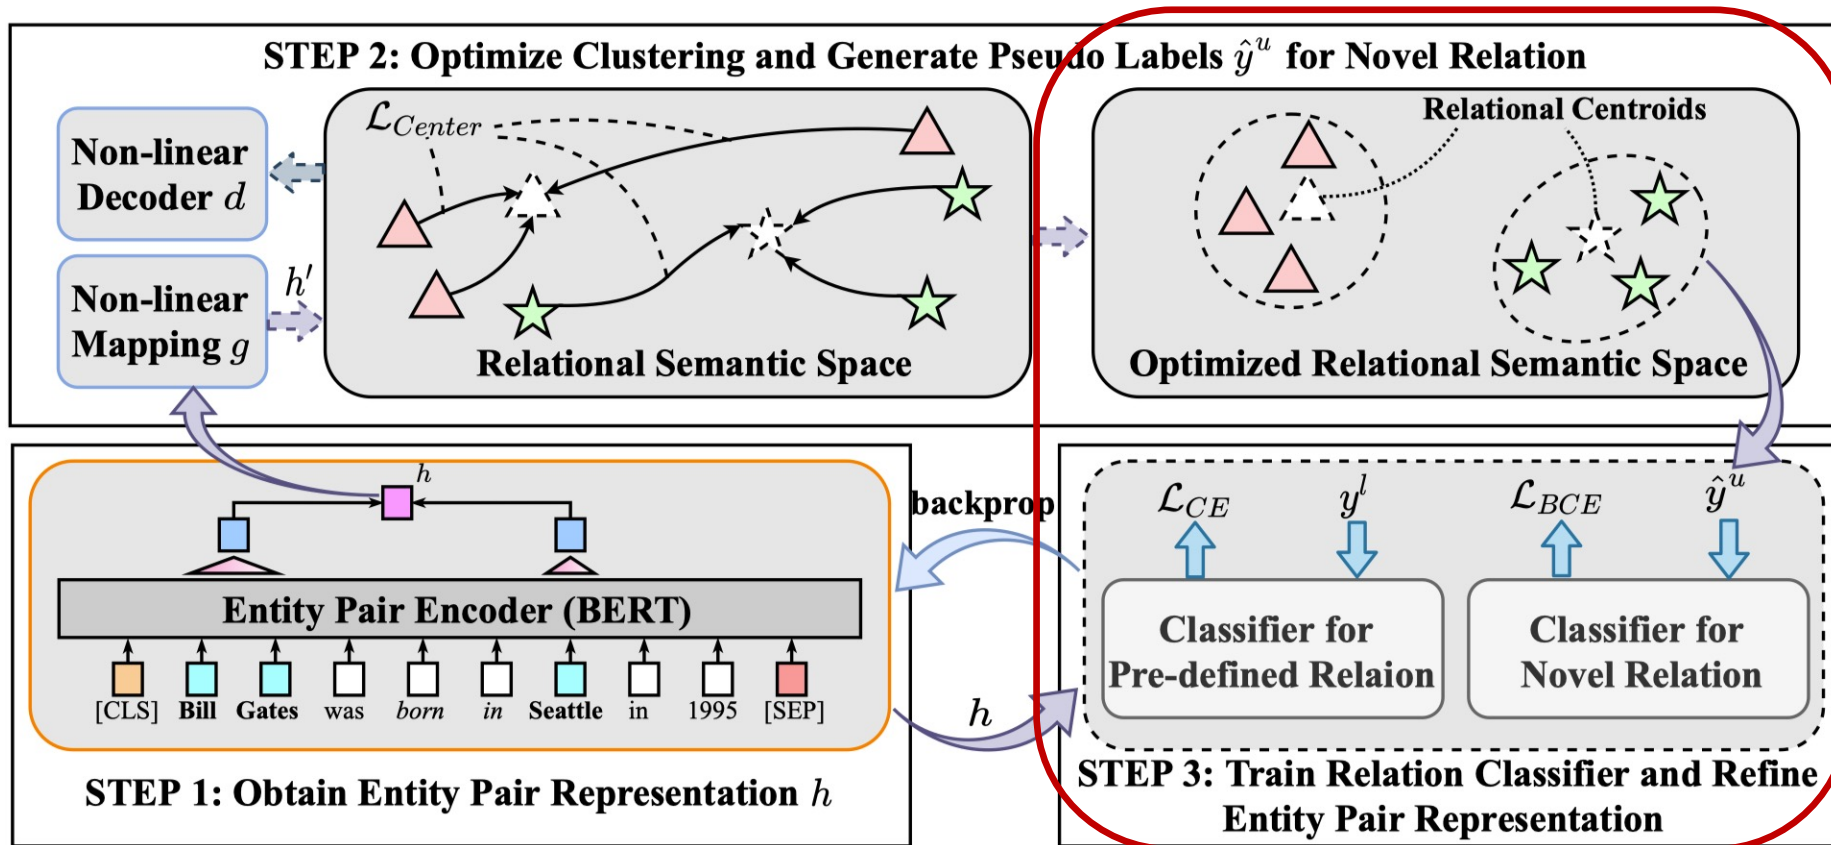 STEP 2: Optimize Clustering and Generate Pseudo Labels ŷᵘ for Novel Relation
Non-linear
Decoder d
Non-linear
Mapping g
h′
ℒ_Center
Relational Semantic Space
Relational Centroids
Optimized Relational Semantic Space
h
Entity Pair Encoder (BERT)
[CLS] Bill Gates was born in Seattle in 1995 [SEP]
STEP 1: Obtain Entity Pair Representation h
backprop
h
ℒ_CE yˡ ℒ_BCE ŷᵘ
Classifier for
Pre-defined Relaion
Classifier for
Novel Relation
STEP 3: Train Relation Classifier and Refine
Entity Pair Representation